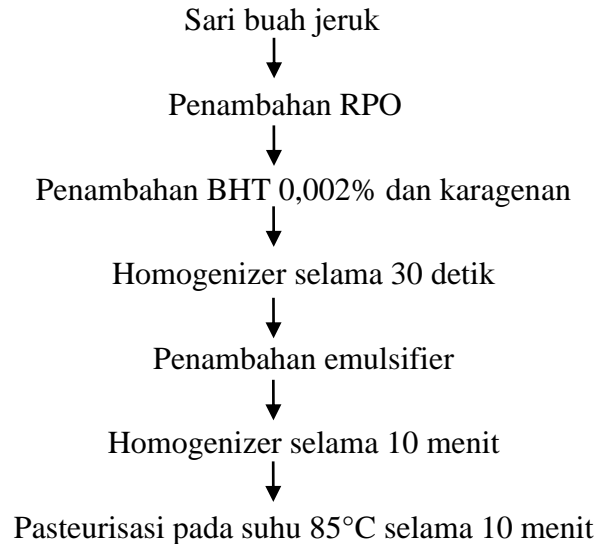 Sari buah jeruk
Penambahan RPO
Penambahan BHT 0,002% dan karagenan
Homogenizer selama 30 detik
Penambahan emulsifier
Homogenizer selama 10 menit
Pasteurisasi pada suhu 85°C selama 10 menit